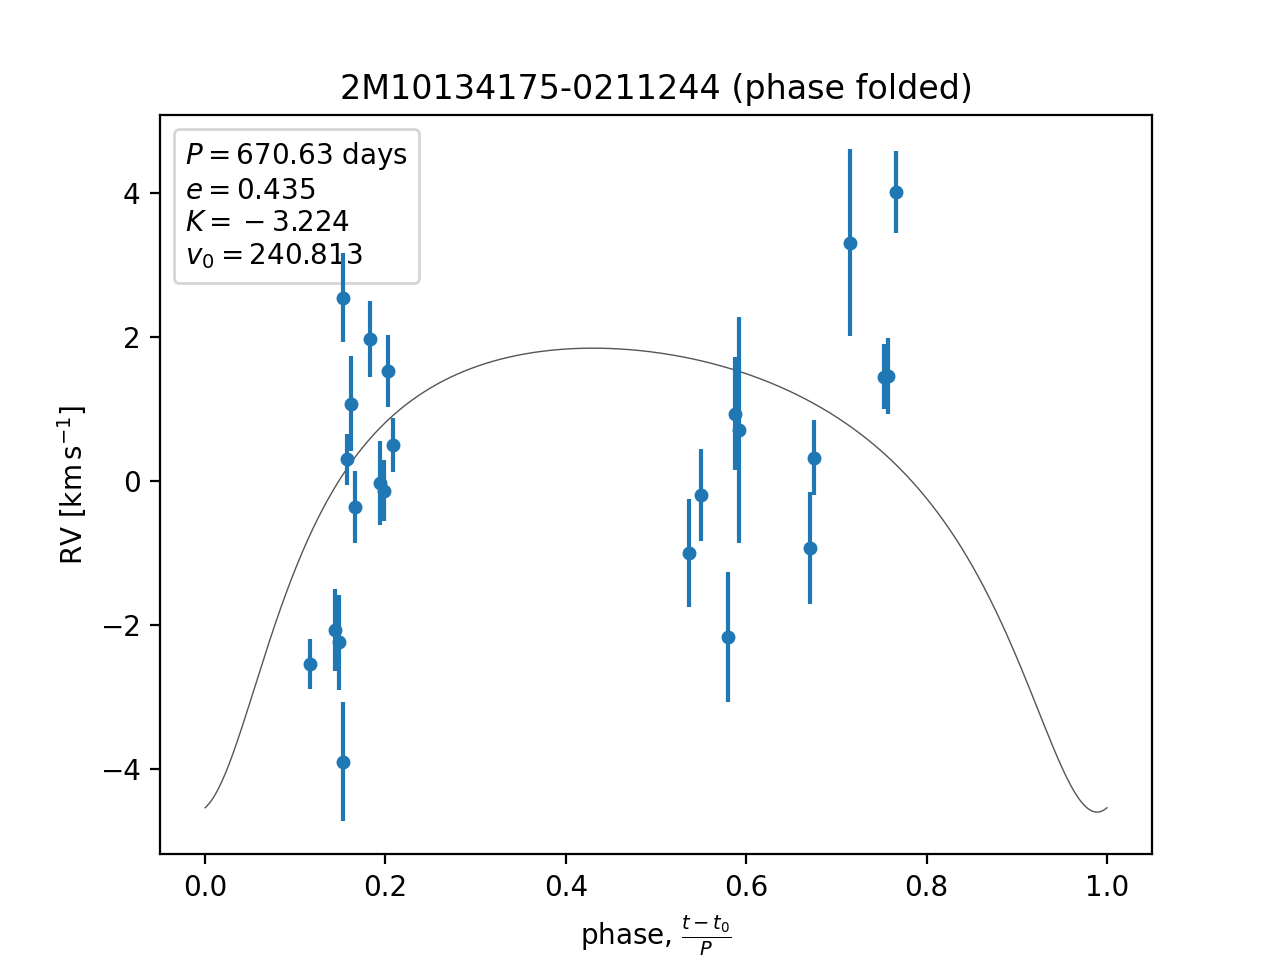 2M10134175-0211244 (phase folded)
P = 670.63 days
e = 0.435
K = − 3.224
v₀ = 240.813
4
2
0
−2
−4
RV [km s⁻¹]
0.0 0.2 0.4 0.6 0.8 1.0
phase, (t − t₀)/P